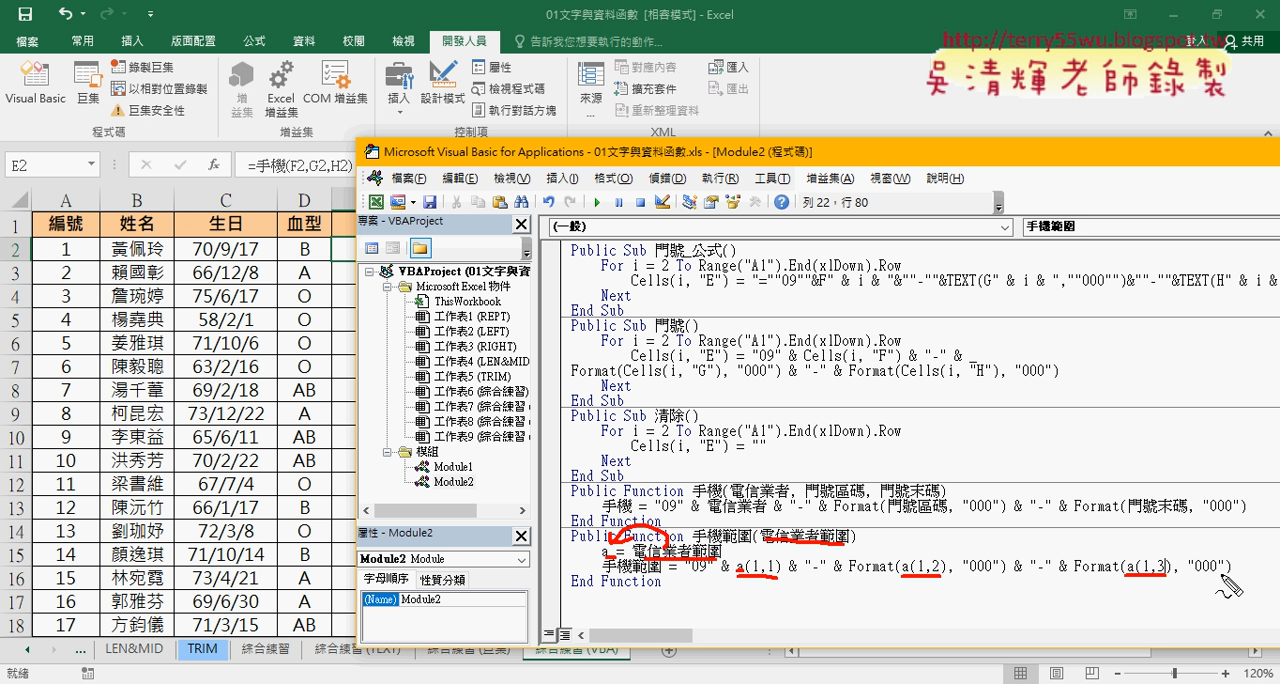 01文字與資料函數 [相容模式] - Excel
檔案 常用 插入 版面配置 公式 資料 校閱 檢視 開發人員 告訴我您想要執行的動作... 登入 共用
http://terry55wu.blogspot.tw
吳清輝老師錄製
Visual Basic 巨集 錄製巨集 以相對位置錄製 巨集安全性 程式碼
增益集 Excel 增益集 COM 增益集 增益集
插入 設計模式 屬性 檢視程式碼 執行對話方塊 控制項
來源... 對應內容 擴充套件 重新整理資料 匯入 匯出 XML
E2 fx =手機(F2,G2,H2)
A B C D
1 編號 姓名 生日 血型
2 1 黃佩玲 70/9/17 B
3 2 賴國彰 66/12/8 A
4 3 詹琬婷 75/6/17 O
5 4 楊堯典 58/2/1 O
6 5 姜雅琪 71/10/6 O
7 6 陳毅聰 63/2/16 O
8 7 湯千葦 69/2/18 AB
9 8 柯昆宏 73/12/22 A
10 9 李東益 65/6/11 AB
11 10 洪秀芳 70/2/22 AB
12 11 梁書維 67/7/4 O
13 12 陳沅竹 66/1/17 B
14 13 劉珈妤 72/3/8 O
15 14 顏逸琪 71/10/14 B
16 15 林宛霓 73/4/21 A
17 16 郭雅芬 69/6/30 A
18 17 方鈞儀 71/3/15 AB
... LEN&MID TRIM 綜合練習 綜合練習 (TEXT) 綜合練習 (巨集) 綜合練習 (VBA)
就緒 120%
Microsoft Visual Basic for Applications - 01文字與資料函數.xls - [Module2 (程式碼)]
檔案(F) 編輯(E) 檢視(V) 插入(I) 格式(O) 偵錯(D) 執行(R) 工具(T) 增益集(A) 視窗(W) 說明(H)
列 22，行 80
專案 - VBAProject
VBAProject (01文字與資
Microsoft Excel 物件
ThisWorkbook
工作表1 (REPT)
工作表2 (LEFT)
工作表3 (RIGHT)
工作表4 (LEN&MID
工作表5 (TRIM)
工作表6 (綜合練習)
工作表7 (綜合練習
工作表8 (綜合練習
工作表9 (綜合練習
模組
Module1
Module2
屬性 - Module2
Module2 Module
字母順序 性質分類
(Name) Module2
(一般) 手機範圍
Public Sub 門號_公式()
For i = 2 To Range("A1").End(xlDown).Row
Cells(i, "E") = "=""09""&F" & i & "&""-""&TEXT(G" & i & ",""000"")&""-""&TEXT(H" & i &
Next
End Sub
Public Sub 門號()
For i = 2 To Range("A1").End(xlDown).Row
Cells(i, "E") = "09" & Cells(i, "F") & "-" & _
Format(Cells(i, "G"), "000") & "-" & Format(Cells(i, "H"), "000")
Next
End Sub
Public Sub 清除()
For i = 2 To Range("A1").End(xlDown).Row
Cells(i, "E") = ""
Next
End Sub
Public Function 手機(電信業者, 門號區碼, 門號末碼)
手機 = "09" & 電信業者 & "-" & Format(門號區碼, "000") & "-" & Format(門號末碼, "000")
End Function
Public Function 手機範圍(電信業者範圍)
a = 電信業者範圍
手機範圍 = "09" & a(1,1) & "-" & Format(a(1,2), "000") & "-" & Format(a(1,3), "000")
End Function